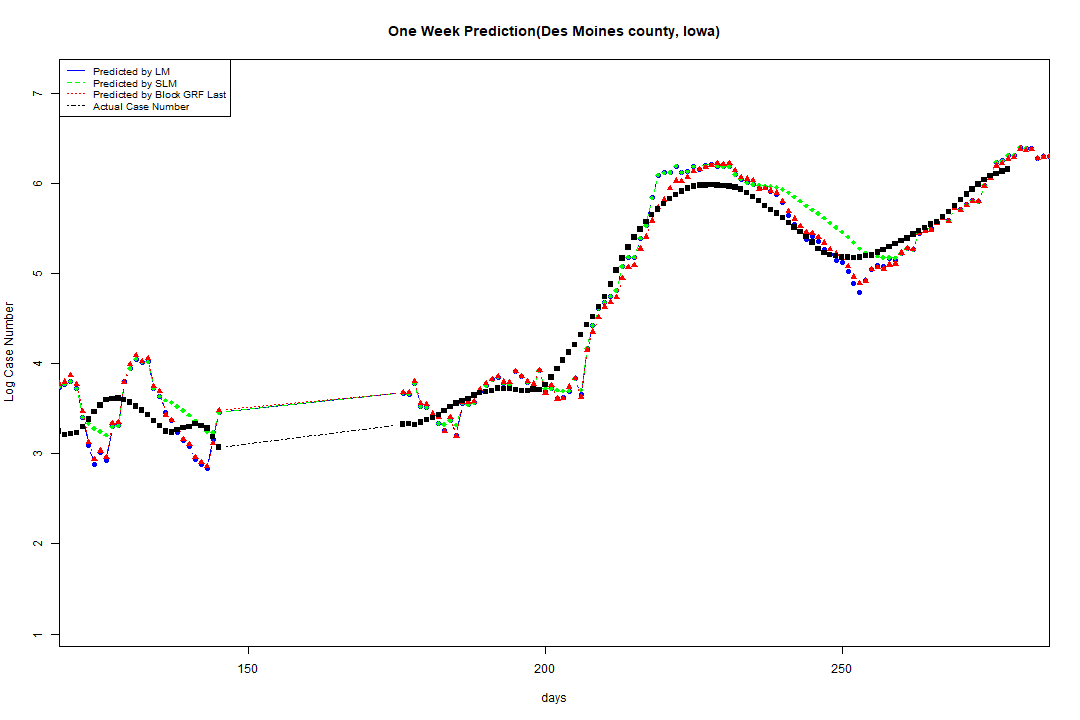 One Week Prediction(Des Moines county, Iowa)
Predicted by LM
Predicted by SLM
Predicted by Block GRF Last
Actual Case Number
7
6
5
4
3
2
1
Log Case Number
150
200
250
days